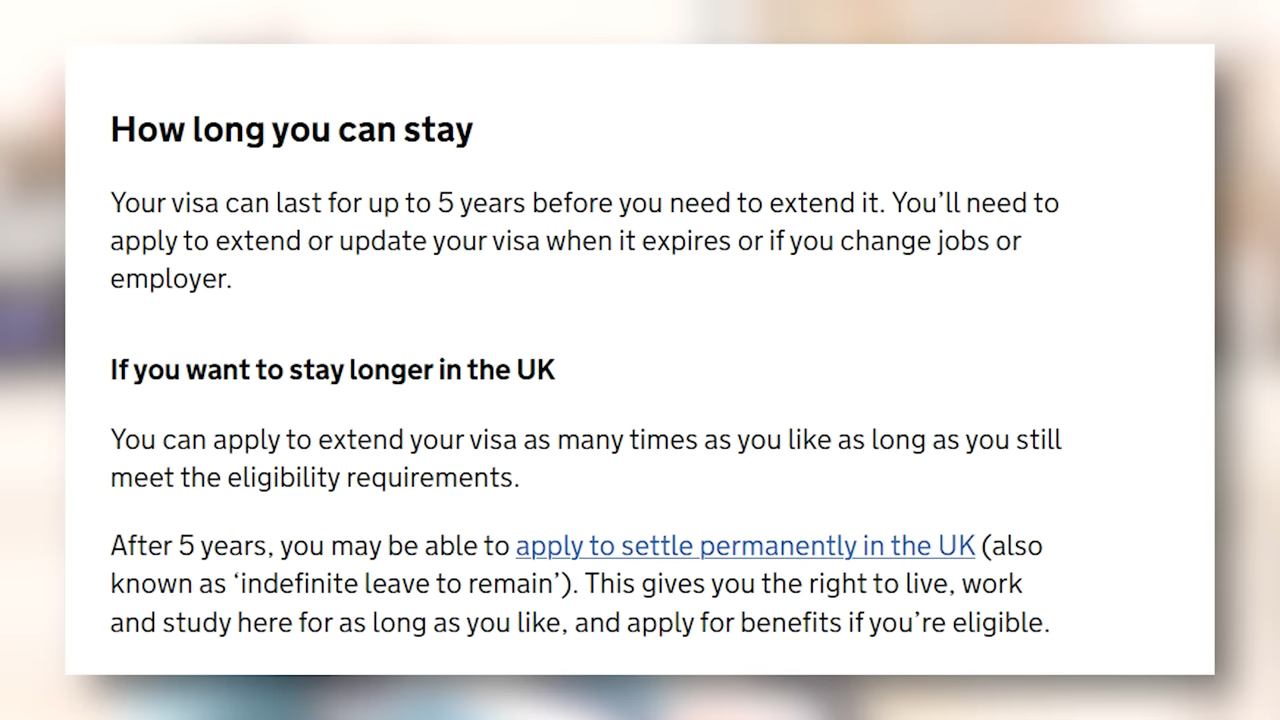 How long you can stay
Your visa can last for up to 5 years before you need to extend it. You’ll need to
apply to extend or update your visa when it expires or if you change jobs or
employer.
If you want to stay longer in the UK
You can apply to extend your visa as many times as you like as long as you still
meet the eligibility requirements.
After 5 years, you may be able to apply to settle permanently in the UK (also
known as ‘indefinite leave to remain’). This gives you the right to live, work
and study here for as long as you like, and apply for benefits if you’re eligible.